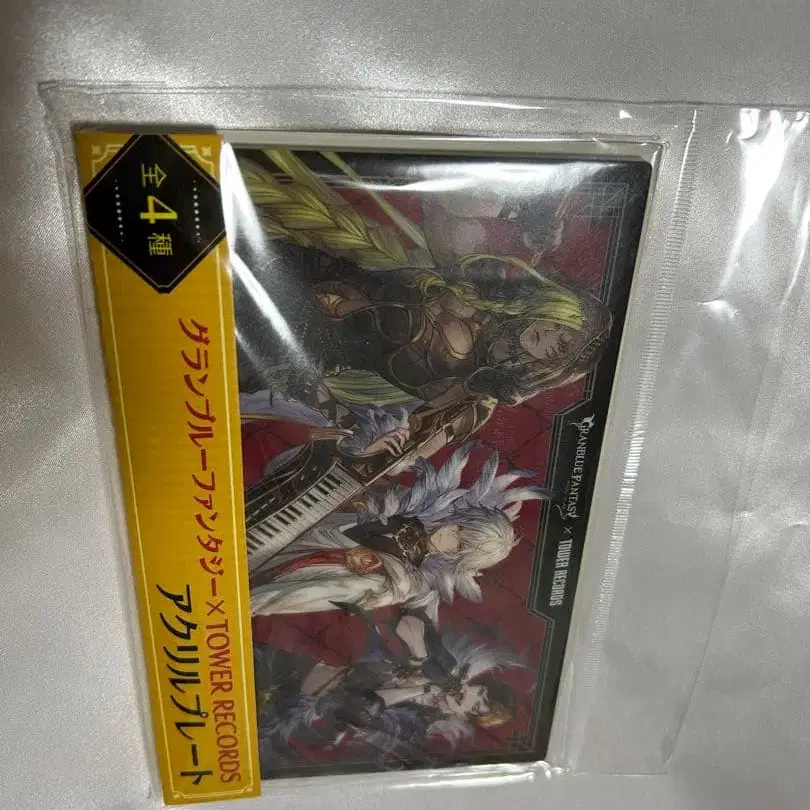 全4種
グランブルーファンタジー×TOWER RECORDS
アクリルプレート
GRANBLUE FANTASY × TOWER RECORDS